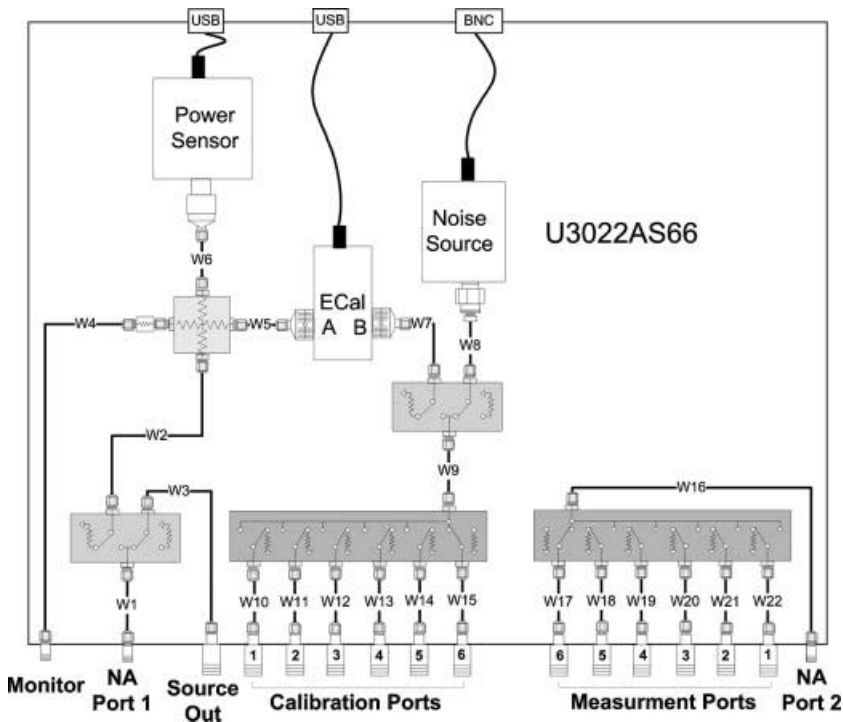 USB
USB
BNC
Power
Sensor
Noise
Source
U3022AS66
W6
ECal
A B
W4
W5
W7
W8
W2
W9
W3
W16
W1
W10
W11
W12
W13
W14
W15
W17
W18
W19
W20
W21
W22
1
2
3
4
5
6
6
5
4
3
2
1
Monitor
NA
Port 1
Source
Out
Calibration Ports
Measurment Ports
NA
Port 2